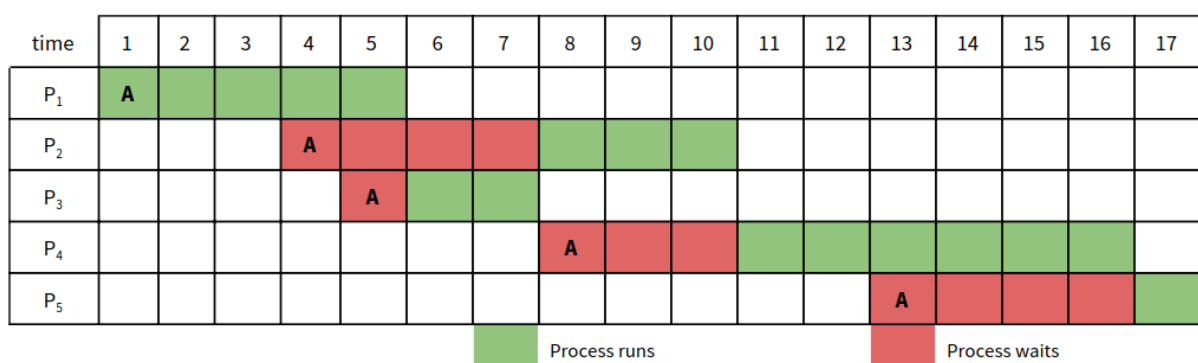 time 1 2 3 4 5 6 7 8 9 10 11 12 13 14 15 16 17
P₁ A
P₂ A
P₃ A
P₄ A
P₅ A
Process runs Process waits